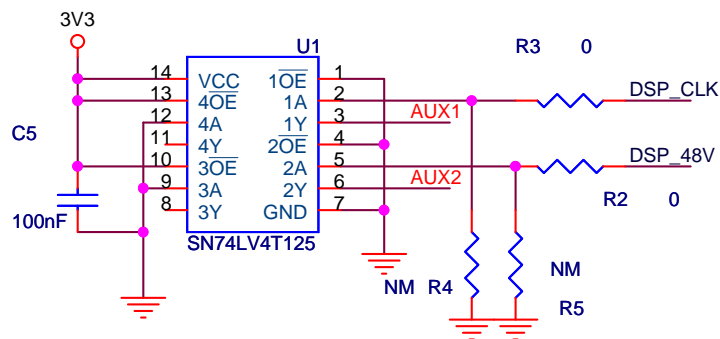 3V3
U1
R3 0
14 VCC 1OE 1
13 4OE 1A 2
12 4A 1Y 3
11 4Y 2OE 4
10 3OE 2A 5
9 3A 2Y 6
8 3Y GND 7
SN74LV4T125
C5
100nF
AUX1
AUX2
DSP_CLK
DSP_48V
R2 0
NM R4
NM
R5